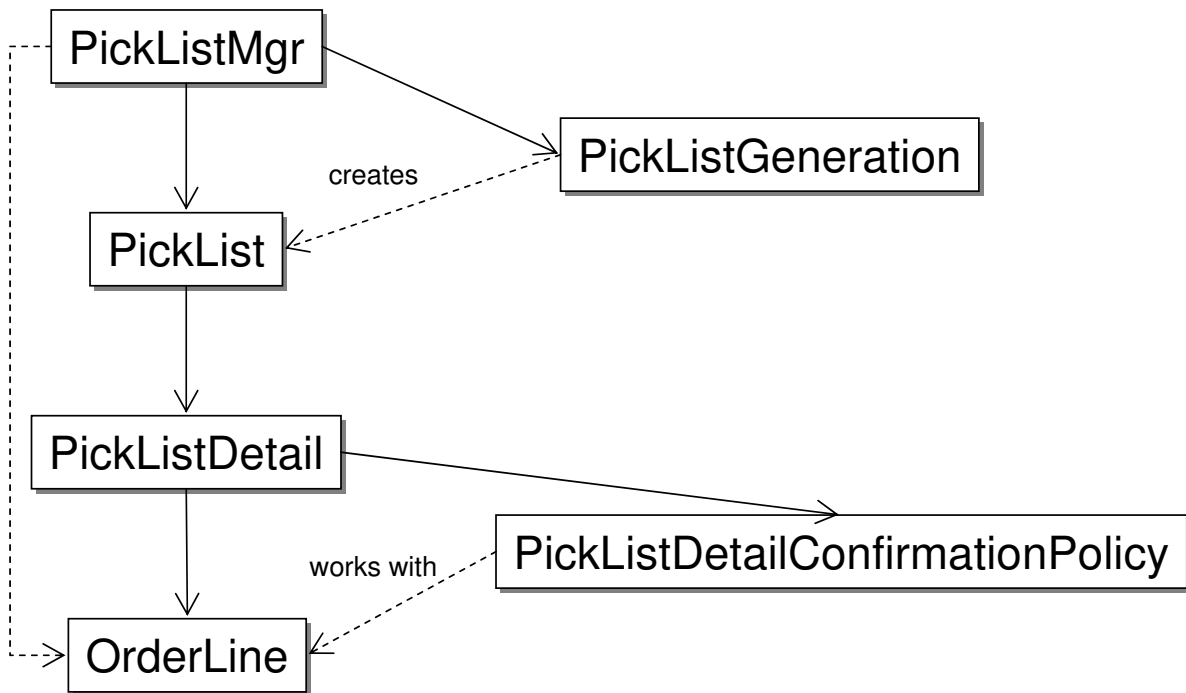 PickListMgr
PickListGeneration
creates
PickList
PickListDetail
PickListDetailConfirmationPolicy
works with
OrderLine